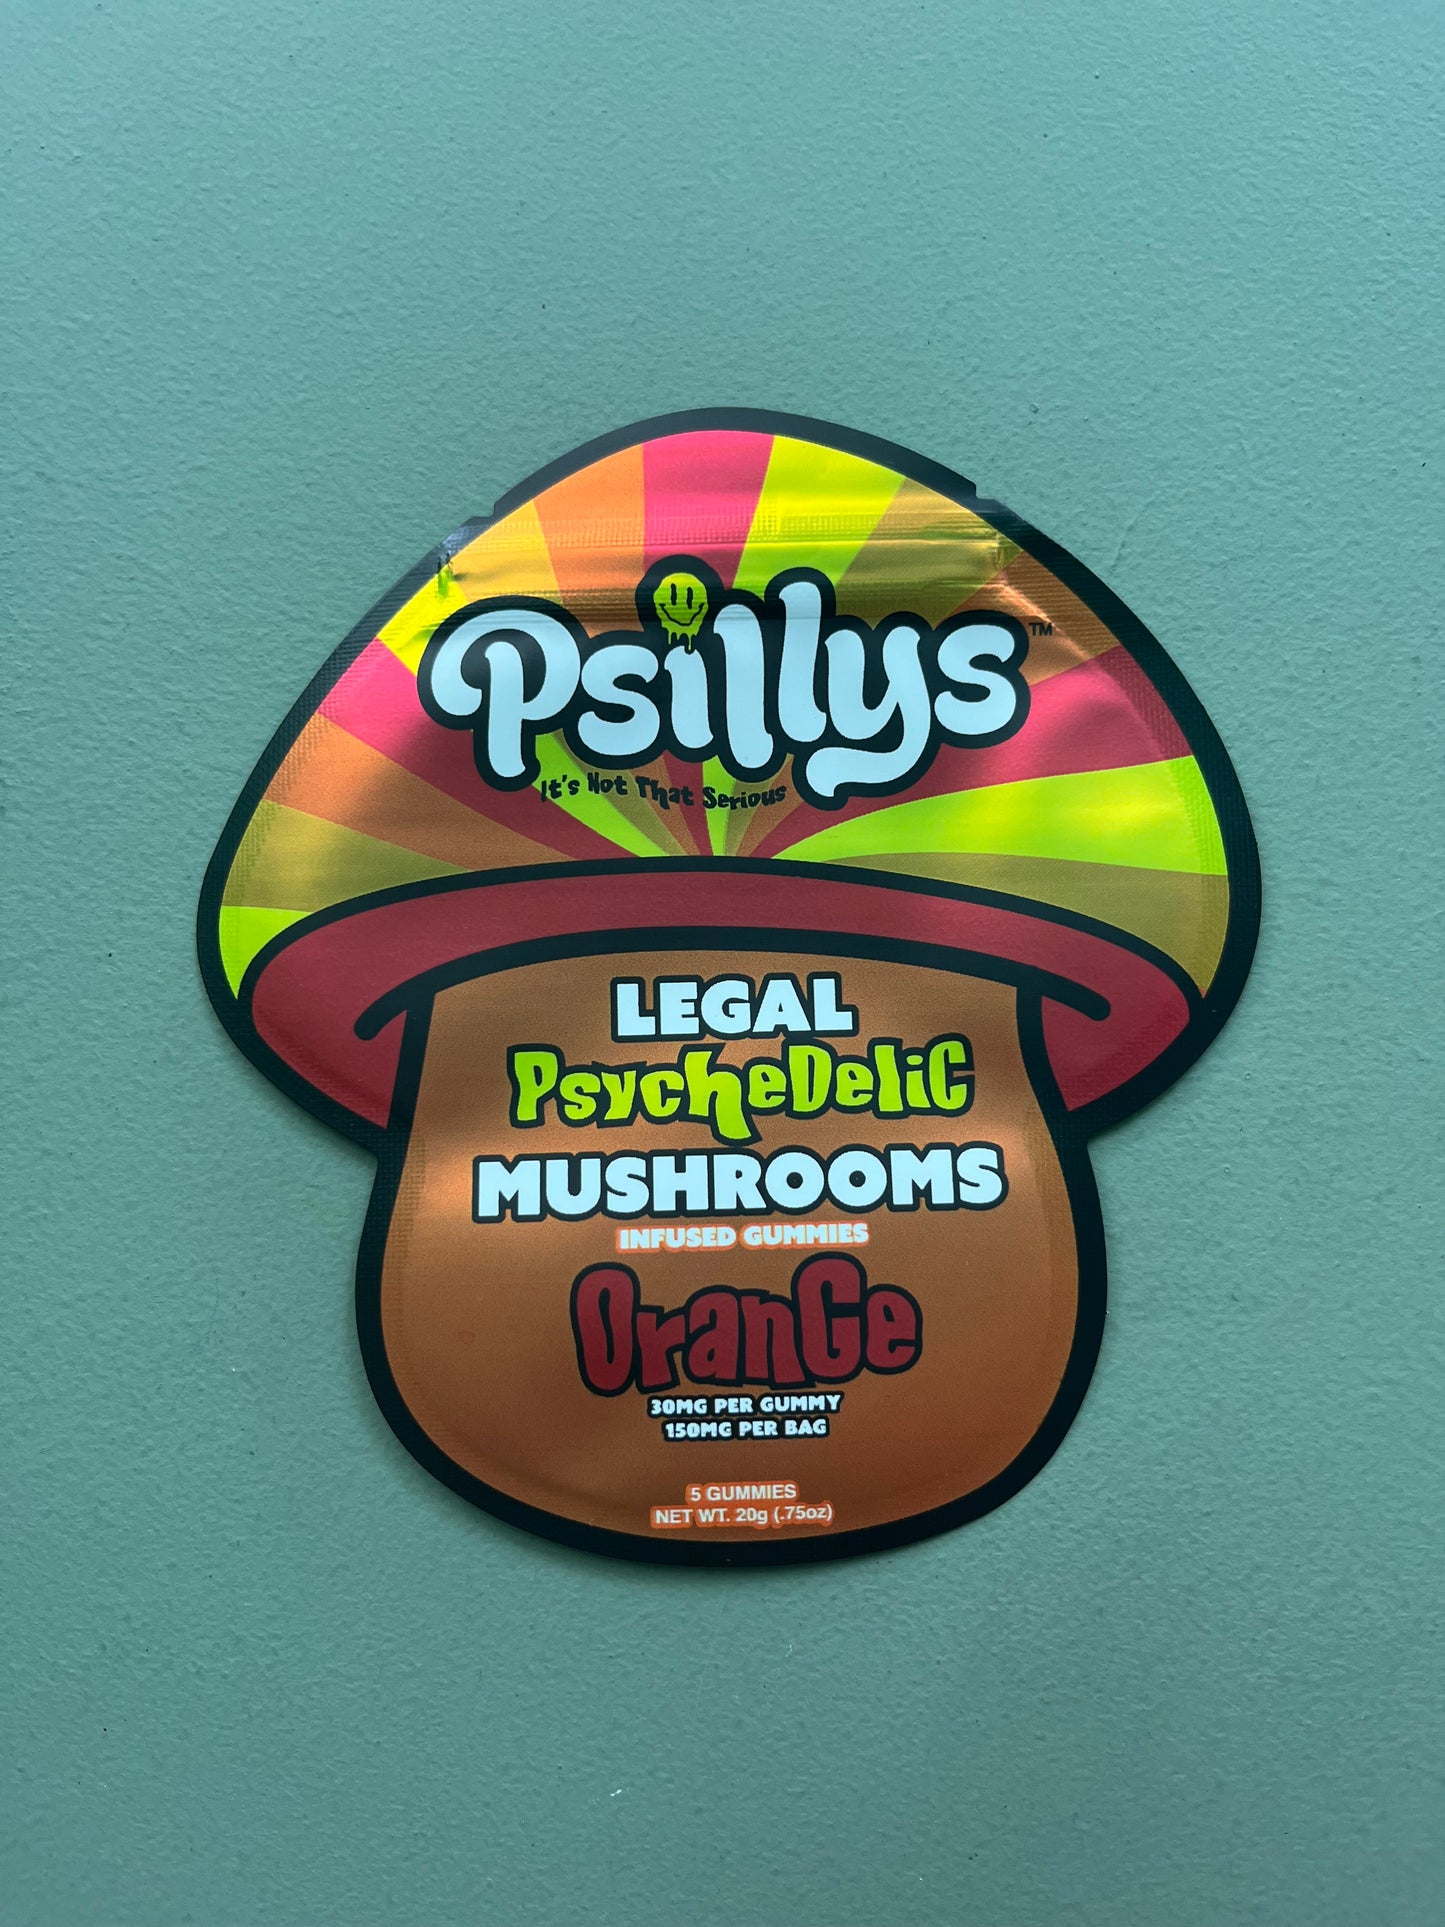 Psillys™
It's Not That Serious
LEGAL
PsycheDeliC
MUSHROOMS
INFUSED GUMMIES
OranGe
30MG PER GUMMY
150MG PER BAG
5 GUMMIES
NET WT. 20g (.75oz)